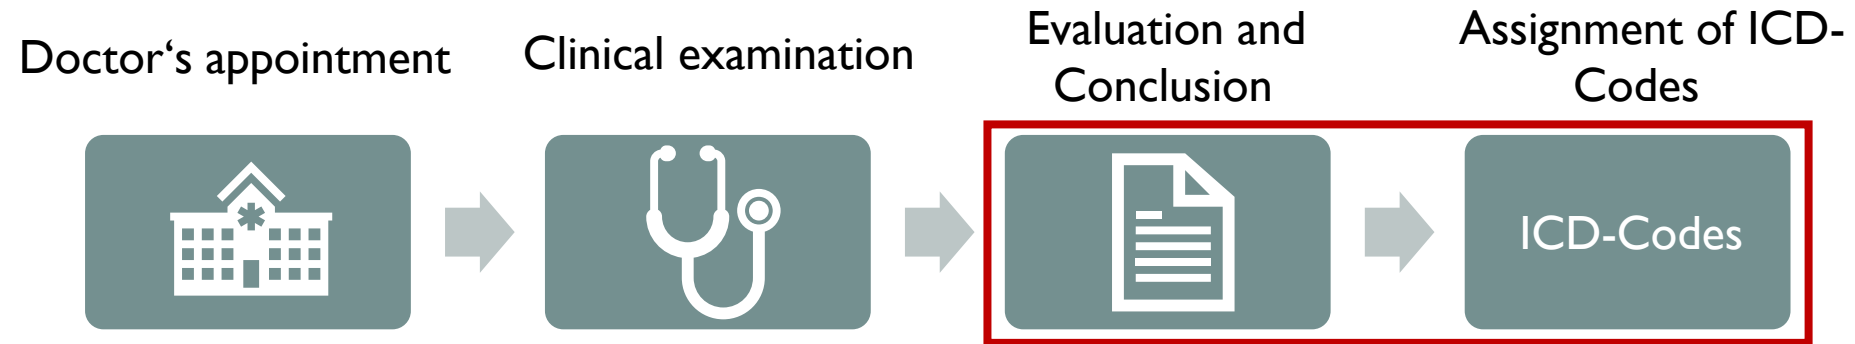 Doctor‘s appointment
Clinical examination
Evaluation and
Conclusion
Assignment of ICD-
Codes
ICD-Codes